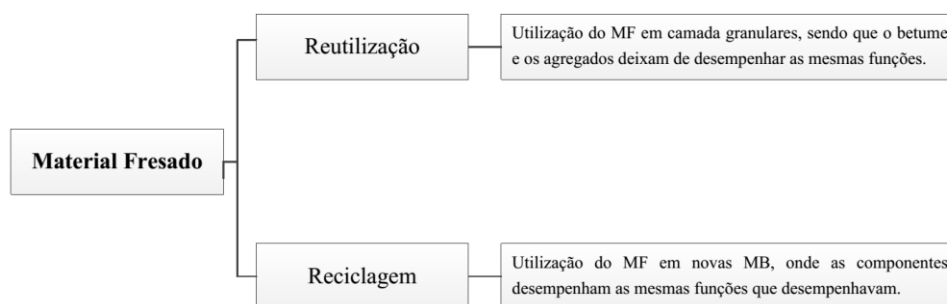 Reutilização
Utilização do MF em camada granulares, sendo que o betume
e os agregados deixam de desempenhar as mesmas funções.
Material Fresado
Reciclagem
Utilização do MF em novas MB, onde as componentes
desempenham as mesmas funções que desempenhavam.